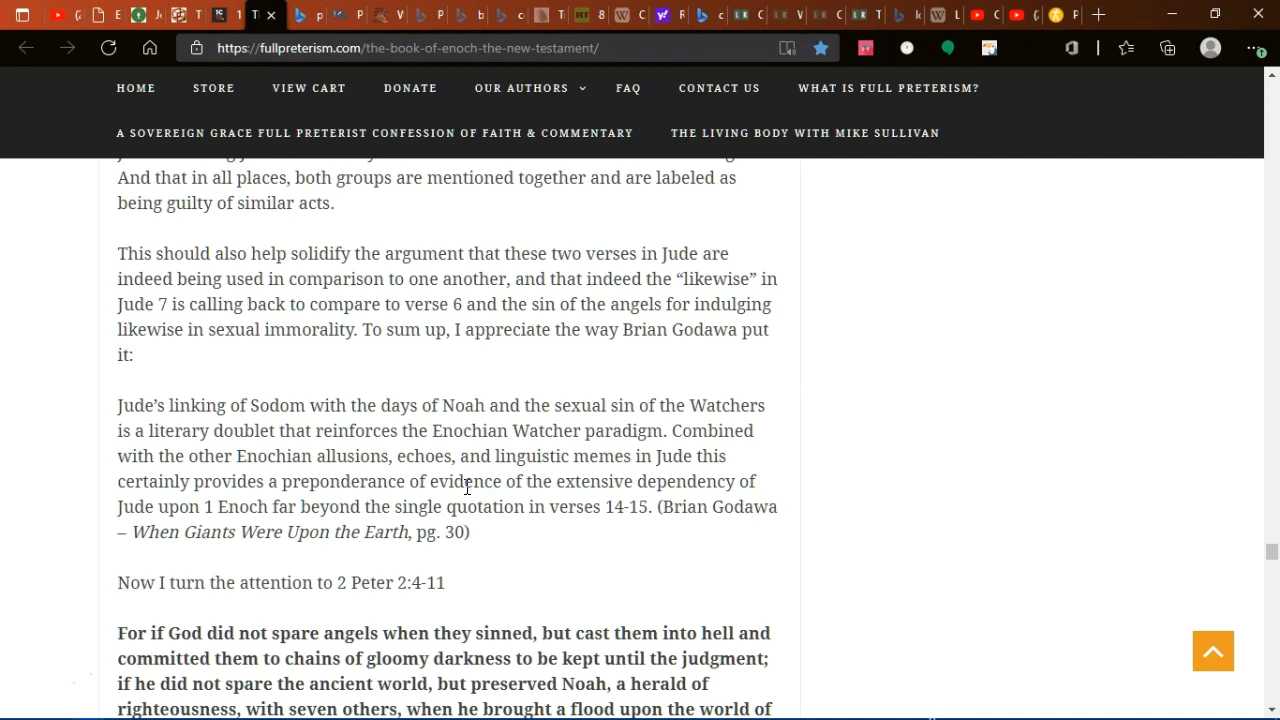 https://fullpreterism.com/the-book-of-enoch-the-new-testament/
HOME STORE VIEW CART DONATE OUR AUTHORS FAQ CONTACT US WHAT IS FULL PRETERISM?
A SOVEREIGN GRACE FULL PRETERIST CONFESSION OF FAITH & COMMENTARY THE LIVING BODY WITH MIKE SULLIVAN
And that in all places, both groups are mentioned together and are labeled as
being guilty of similar acts.
This should also help solidify the argument that these two verses in Jude are
indeed being used in comparison to one another, and that indeed the “likewise” in
Jude 7 is calling back to compare to verse 6 and the sin of the angels for indulging
likewise in sexual immorality. To sum up, I appreciate the way Brian Godawa put
it:
Jude’s linking of Sodom with the days of Noah and the sexual sin of the Watchers
is a literary doublet that reinforces the Enochian Watcher paradigm. Combined
with the other Enochian allusions, echoes, and linguistic memes in Jude this
certainly provides a preponderance of evidence of the extensive dependency of
Jude upon 1 Enoch far beyond the single quotation in verses 14-15. (Brian Godawa
– When Giants Were Upon the Earth, pg. 30)
Now I turn the attention to 2 Peter 2:4-11
For if God did not spare angels when they sinned, but cast them into hell and
committed them to chains of gloomy darkness to be kept until the judgment;
if he did not spare the ancient world, but preserved Noah, a herald of
righteousness, with seven others, when he brought a flood upon the world of